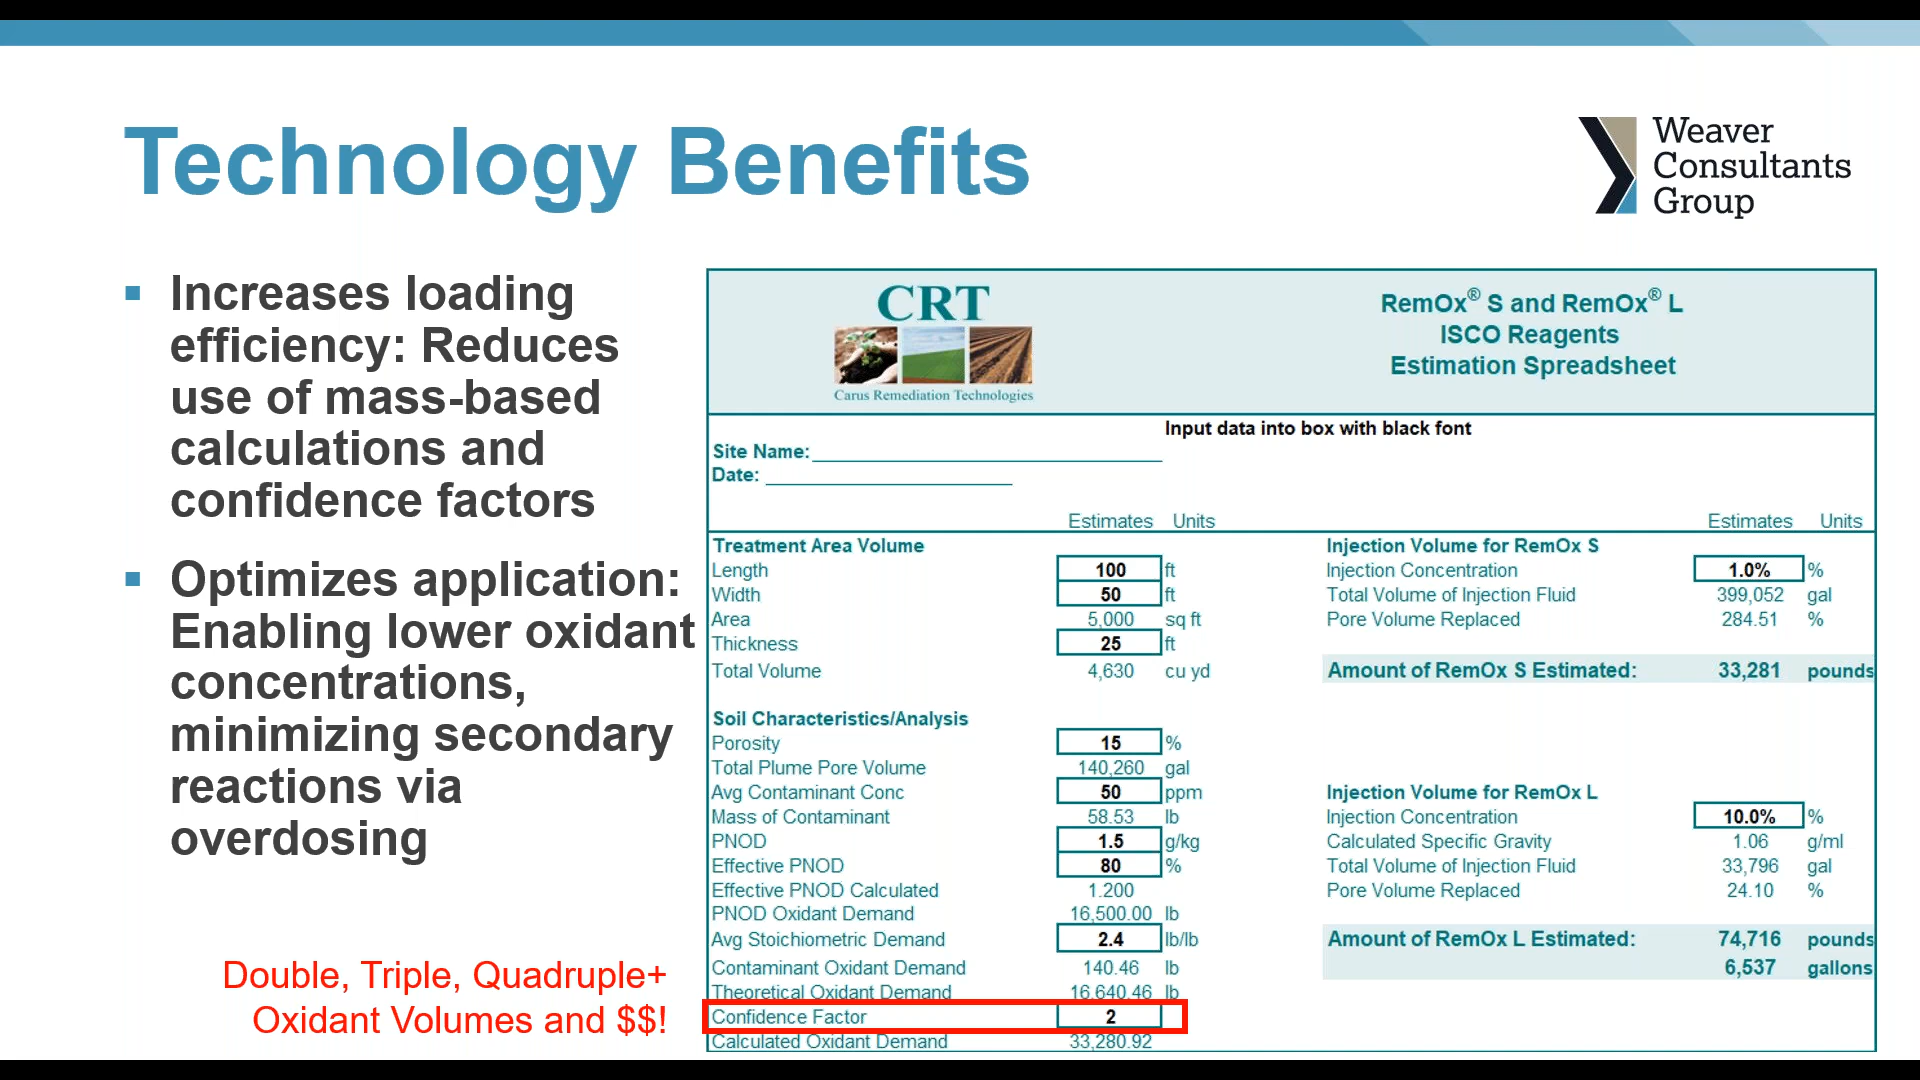 Technology Benefits
Weaver
Consultants
Group
Increases loading
efficiency: Reduces
use of mass-based
calculations and
confidence factors
Optimizes application:
Enabling lower oxidant
concentrations,
minimizing secondary
reactions via
overdosing
Double, Triple, Quadruple+
Oxidant Volumes and $$!
CRT
Carus Remediation Technologies
RemOx® S and RemOx® L
ISCO Reagents
Estimation Spreadsheet
Input data into box with black font
Site Name:
Date:
Estimates Units
Treatment Area Volume
Length 100 ft
Width 50 ft
Area 5,000 sq ft
Thickness 25 ft
Total Volume 4,630 cu yd
Soil Characteristics/Analysis
Porosity 15 %
Total Plume Pore Volume 140,260 gal
Avg Contaminant Conc 50 ppm
Mass of Contaminant 58.53 lb
PNOD 1.5 g/kg
Effective PNOD 80 %
Effective PNOD Calculated 1.200
PNOD Oxidant Demand 16,500.00 lb
Avg Stoichiometric Demand 2.4 lb/lb
Contaminant Oxidant Demand 140.46 lb
Theoretical Oxidant Demand 16,640.46 lb
Confidence Factor 2
Calculated Oxidant Demand 33,280.92
Estimates Units
Injection Volume for RemOx S
Injection Concentration 1.0% %
Total Volume of Injection Fluid 399,052 gal
Pore Volume Replaced 284.51 %
Amount of RemOx S Estimated: 33,281 pounds
Injection Volume for RemOx L
Injection Concentration 10.0% %
Calculated Specific Gravity 1.06 g/ml
Total Volume of Injection Fluid 33,796 gal
Pore Volume Replaced 24.10 %
Amount of RemOx L Estimated: 74,716 pounds
6,537 gallons